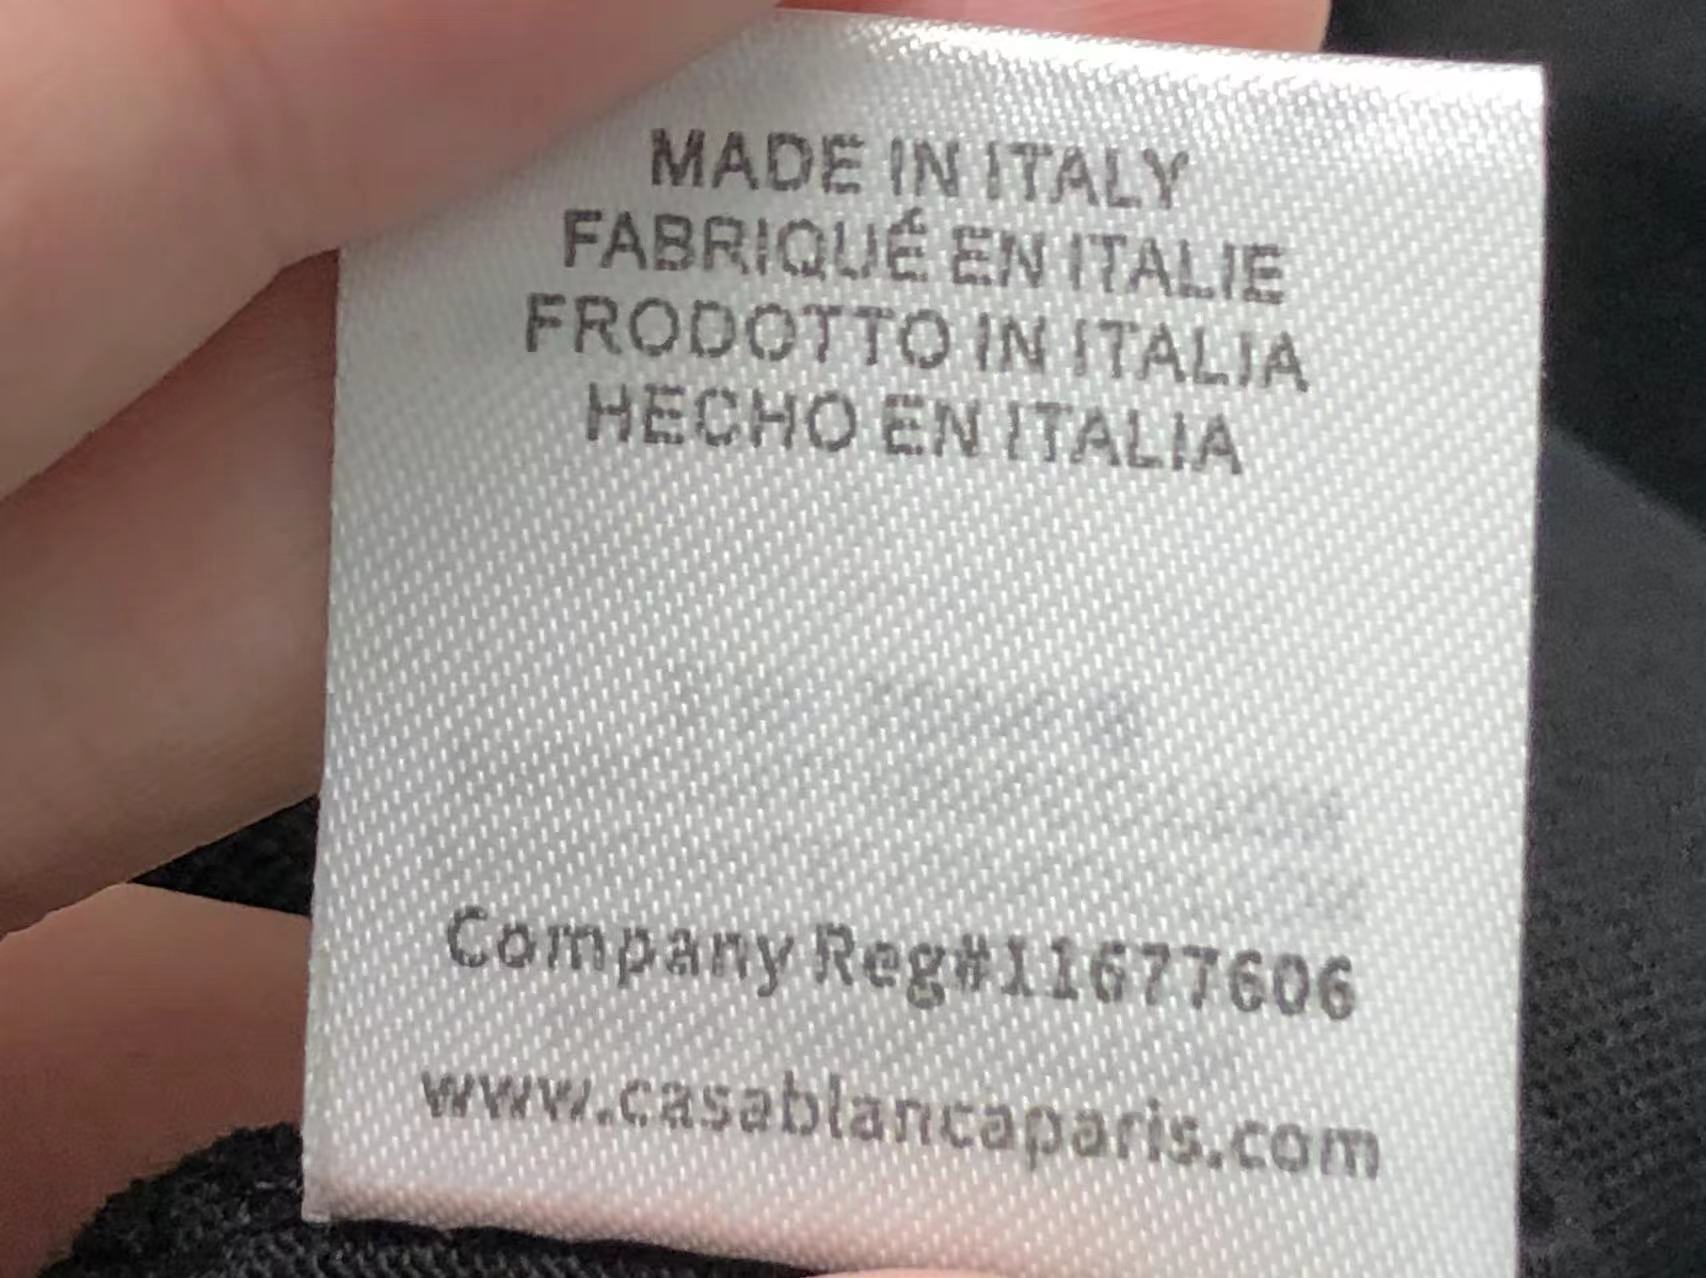 MADE IN ITALY
FABRIQUÉ EN ITALIE
FRODOTTO IN ITALIA
HECHO EN ITALIA
Company Reg#11677606
www.casablancaparis.com